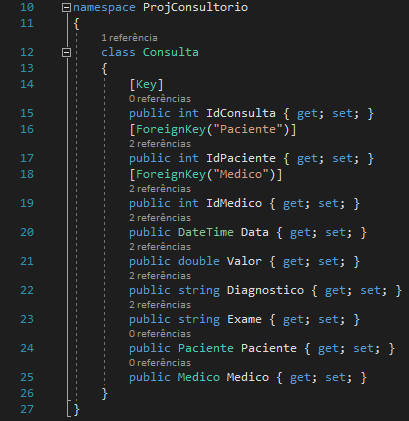 10 namespace ProjConsultorio
11 {
1 referência
12 class Consulta
13 {
14 [Key]
0 referências
15 public int IdConsulta { get; set; }
16 [ForeignKey("Paciente")]
2 referências
17 public int IdPaciente { get; set; }
18 [ForeignKey("Medico")]
2 referências
19 public int IdMedico { get; set; }
2 referências
20 public DateTime Data { get; set; }
2 referências
21 public double Valor { get; set; }
2 referências
22 public string Diagnostico { get; set; }
2 referências
23 public string Exame { get; set; }
0 referências
24 public Paciente Paciente { get; set; }
0 referências
25 public Medico Medico { get; set; }
26 }
27 }